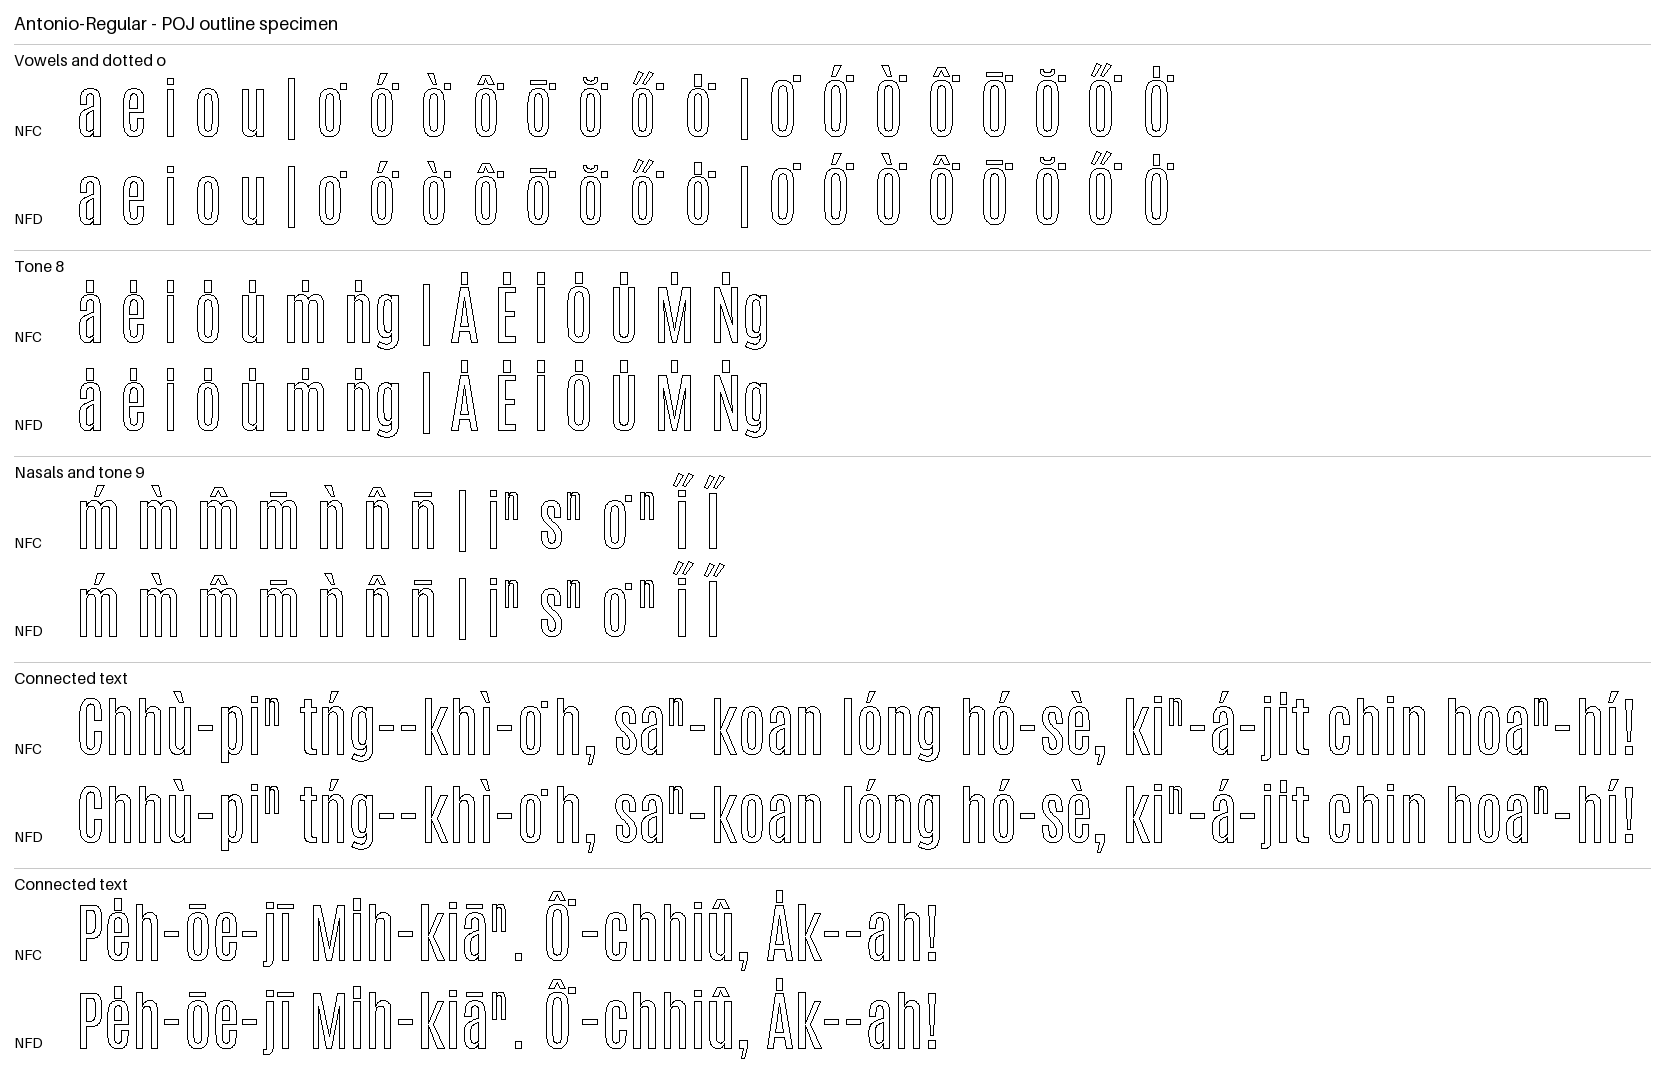 Antonio-Regular - POJ outline specimen
Vowels and dotted o
NFC a e i o u | o͘ ó͘ ò͘ ô͘ ō͘ ŏ͘ ő͘ o̍͘ | O͘ Ó͘ Ò͘ Ô͘ Ō͘ Ŏ͘ Ő͘ O̍͘
NFD a e i o u | o͘ ó͘ ò͘ ô͘ ō͘ ŏ͘ ő͘ o̍͘ | O͘ Ó͘ Ò͘ Ô͘ Ō͘ Ŏ͘ Ő͘ O̍͘
Tone 8
NFC a̍ e̍ i̍ o̍ u̍ m̍ n̍g | A̍ E̍ I̍ O̍ U̍ M̍ N̍g
NFD a̍ e̍ i̍ o̍ u̍ m̍ n̍g | A̍ E̍ I̍ O̍ U̍ M̍ N̍g
Nasals and tone 9
NFC ḿ m̀ m̂ m̄ ǹ n̂ n̄ | iⁿ sⁿ o͘ⁿ i̋ ı̋
NFD ḿ m̀ m̂ m̄ ǹ n̂ n̄ | iⁿ sⁿ o͘ⁿ i̋ ı̋
Connected text
NFC Chhù-piⁿ tńg--khì-o͘h, saⁿ-koan lóng hó-sè, kiⁿ-á-ji̍t chin hoaⁿ-hí!
NFD Chhù-piⁿ tńg--khì-o͘h, saⁿ-koan lóng hó-sè, kiⁿ-á-ji̍t chin hoaⁿ-hí!
Connected text
NFC Pe̍h-ōe-jī Mi̍h-kiāⁿ. Ô͘-chhiû, A̍k--ah!
NFD Pe̍h-ōe-jī Mi̍h-kiāⁿ. Ô͘-chhiû, A̍k--ah!